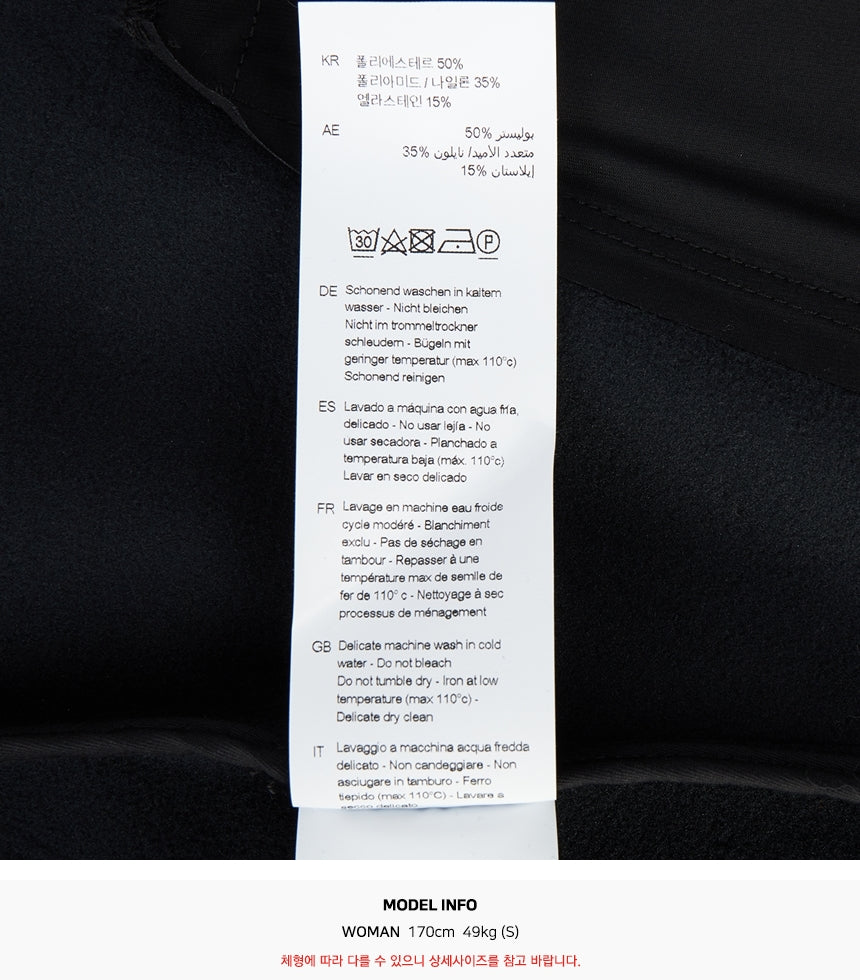 KR 폴리에스테르 50%
폴리아미드 / 나일론 35%
엘라스테인 15%
AE بوليستر %50
متعدد الأميد/ نايلون %35
إيلاستان %15
30 P
DE Schonend waschen in kaltem
wasser - Nicht bleichen
Nicht im trommeltrockner
schleudern - Bügeln mit
geringer temperatur (max 110°c)
Schonend reinigen
ES Lavado a máquina con agua fría,
delicado - No usar lejía - No
usar secadora - Planchado a
temperatura baja (máx. 110°c)
Lavar en seco delicado
FR Lavage en machine eau froide
cycle modéré - Blanchiment
exclu - Pas de séchage en
tambour - Repasser à une
température max de semlle de
fer de 110° c - Nettoyage à sec
processus de ménagement
GB Delicate machine wash in cold
water - Do not bleach
Do not tumble dry - Iron at low
temperature (max 110°c) -
Delicate dry clean
IT Lavaggio a macchina acqua fredda
delicato - Non candeggiare - Non
asciugare in tamburo - Ferro
tiepido (max 110°C) - Lavare a
secco delicato
MODEL INFO
WOMAN 170cm 49kg (S)
체형에 따라 다를 수 있으니 상세사이즈를 참고 바랍니다.